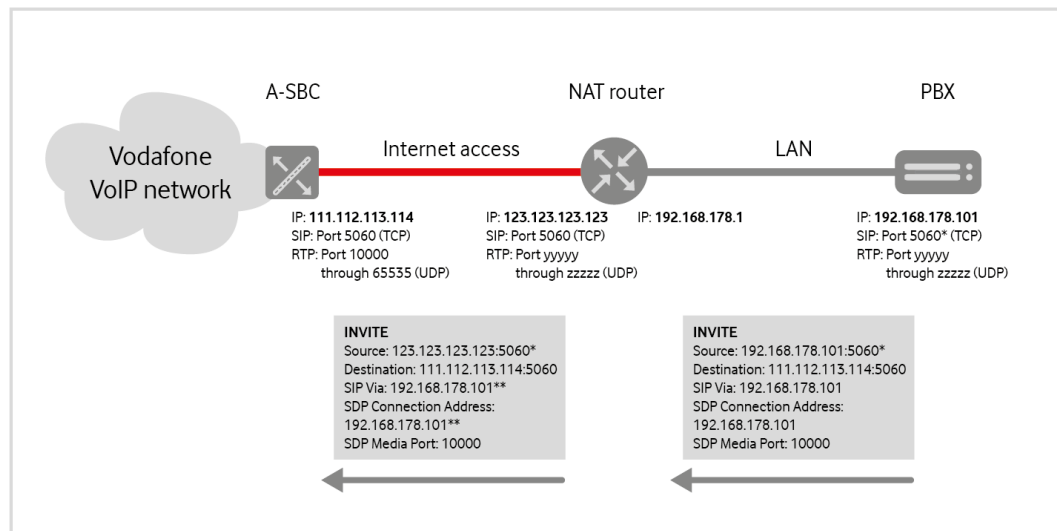 A-SBC
NAT router
PBX
Vodafone
VoIP network
Internet access
LAN
IP: 111.112.113.114
SIP: Port 5060 (TCP)
RTP: Port 10000
through 65535 (UDP)
IP: 123.123.123.123
SIP: Port 5060 (TCP)
RTP: Port yyyyy
through zzzzz (UDP)
IP: 192.168.178.1
IP: 192.168.178.101
SIP: Port 5060* (TCP)
RTP: Port yyyyy
through zzzzz (UDP)
INVITE
Source: 123.123.123.123:5060*
Destination: 111.112.113.114:5060
SIP Via: 192.168.178.101**
SDP Connection Address:
192.168.178.101**
SDP Media Port: 10000
INVITE
Source: 192.168.178.101:5060*
Destination: 111.112.113.114:5060
SIP Via: 192.168.178.101
SDP Connection Address:
192.168.178.101
SDP Media Port: 10000